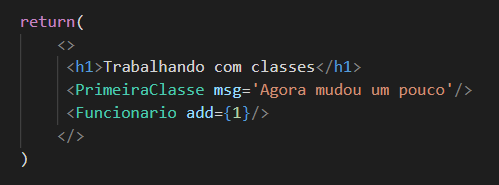 return(
<>
<h1>Trabalhando com classes</h1>
<PrimeiraClasse msg='Agora mudou um pouco'/>
<Funcionario add={1}/>
</>
)